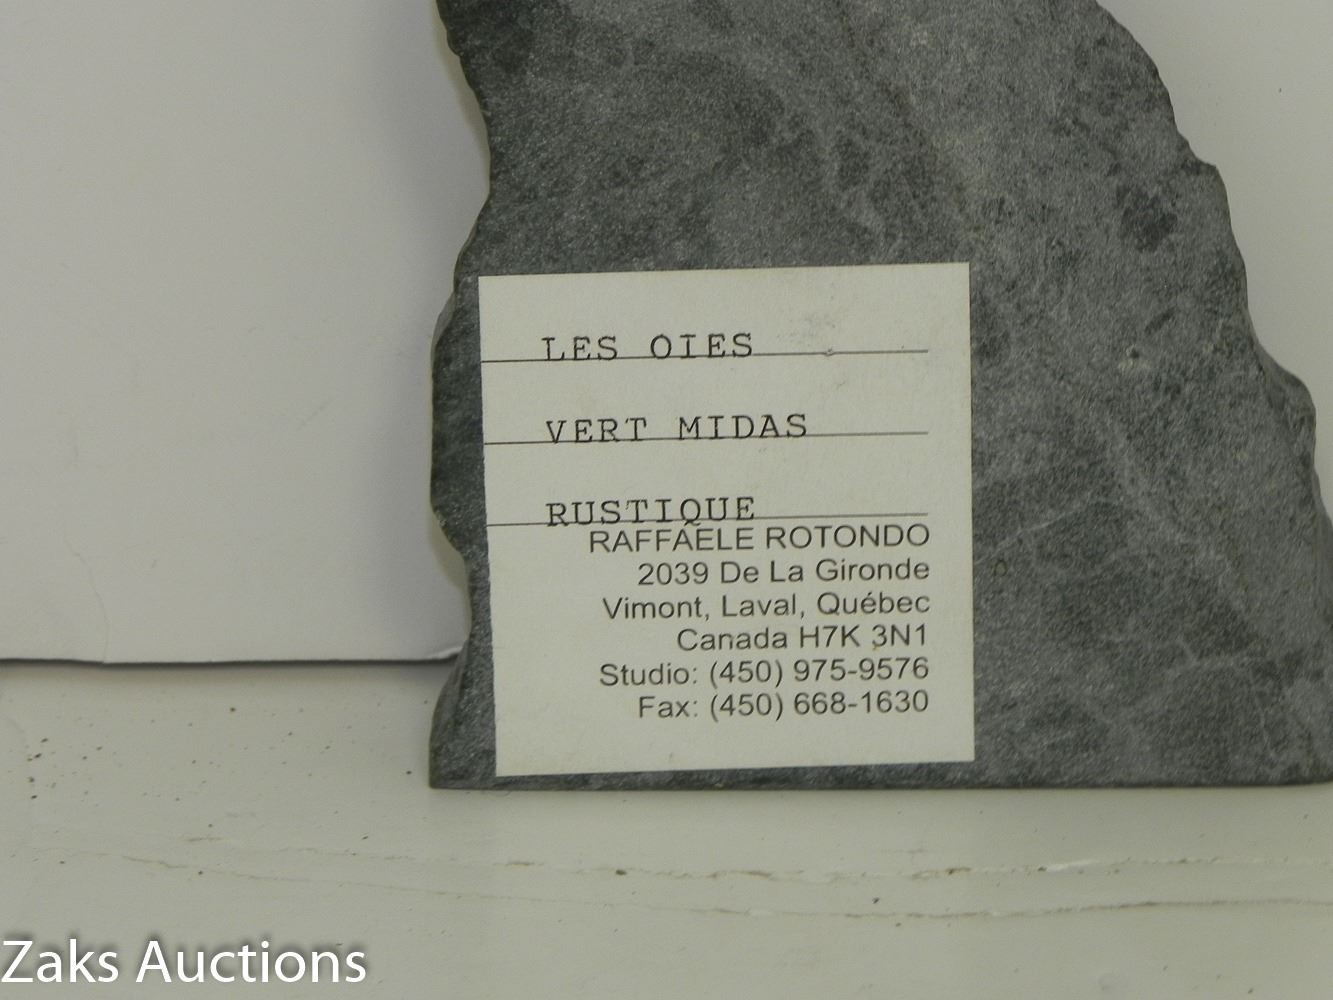 LES OIES
VERT MIDAS
RUSTIQUE
RAFFAELE ROTONDO
2039 De La Gironde
Vimont, Laval, Québec
Canada H7K 3N1
Studio: (450) 975-9576
Fax: (450) 668-1630
Zaks Auctions